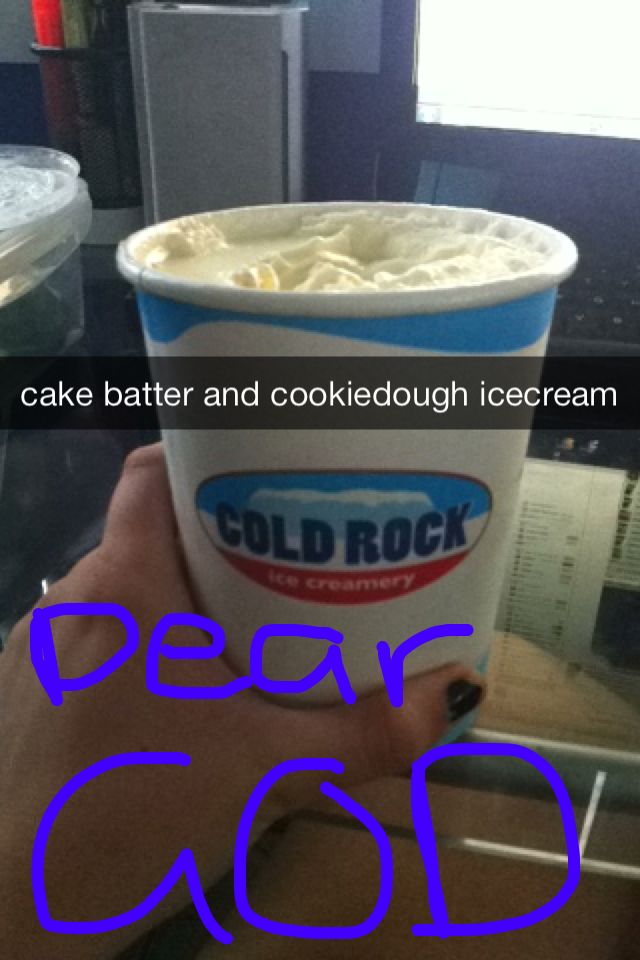 cake batter and cookiedough icecream
COLD ROCK
ice creamery
Dear
GOD